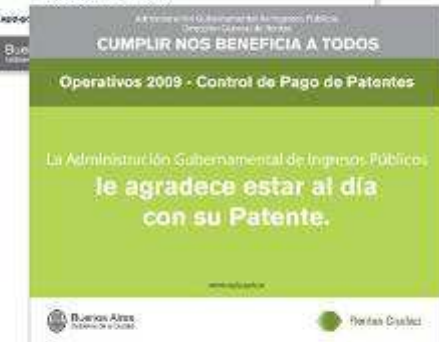 Administración Gubernamental de Ingresos Públicos
Dirección General de Rentas
CUMPLIR NOS BENEFICIA A TODOS
Operativos 2009 - Control de Pago de Patentes
La Administración Gubernamental de Ingresos Públicos
le agradece estar al día
con su Patente.
Buenos Aires
Rentas Ciudad